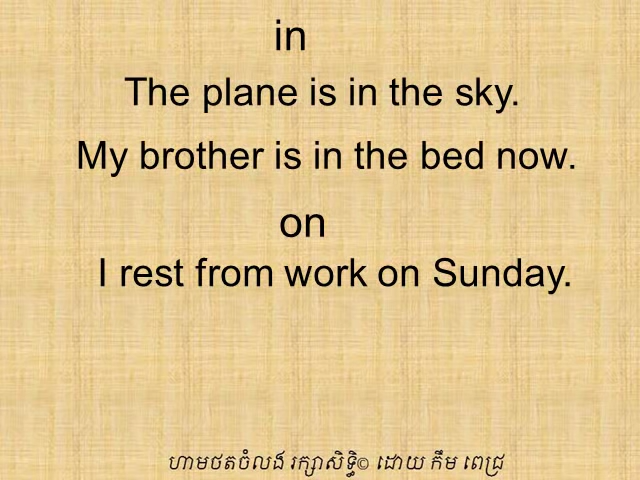 in
The plane is in the sky.
My brother is in the bed now.
on
I rest from work on Sunday.
ហាមថតចំលង រក្សាសិទ្ធិ© ដោយ កឹម ពេជ្រ